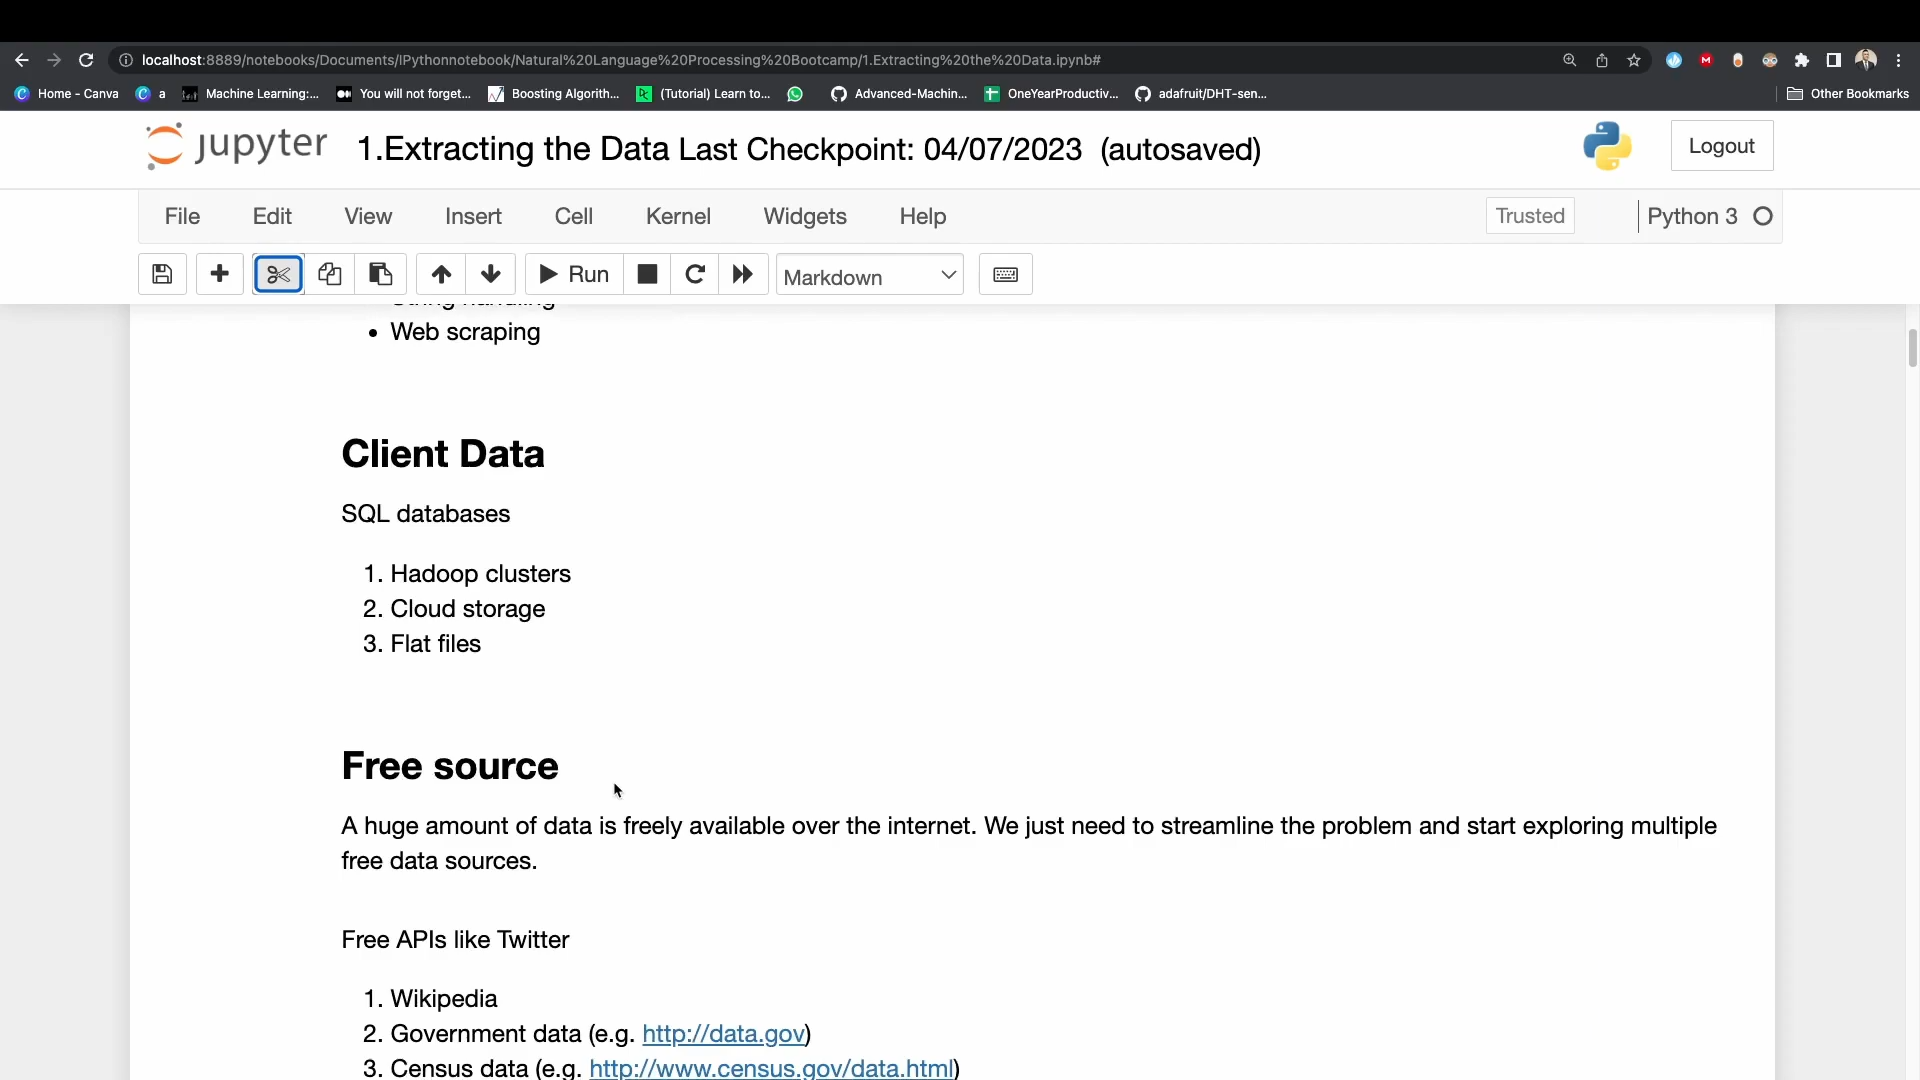 localhost:8889/notebooks/Documents/IPythonnotebook/Natural%20Language%20Processing%20Bootcamp/1.Extracting%20the%20Data.ipynb#
Home - Canva a Machine Learning:... You will not forget... Boosting Algorith... (Tutorial) Learn to... Advanced-Machin... OneYearProductiv... adafruit/DHT-sen... Other Bookmarks
jupyter 1.Extracting the Data Last Checkpoint: 04/07/2023 (autosaved) Logout
File Edit View Insert Cell Kernel Widgets Help Trusted Python 3
Run Markdown
String handling
• Web scraping
Client Data
SQL databases
1. Hadoop clusters
2. Cloud storage
3. Flat files
Free source
A huge amount of data is freely available over the internet. We just need to streamline the problem and start exploring multiple
free data sources.
Free APIs like Twitter
1. Wikipedia
2. Government data (e.g. http://data.gov)
3. Census data (e.g. http://www.census.gov/data.html)